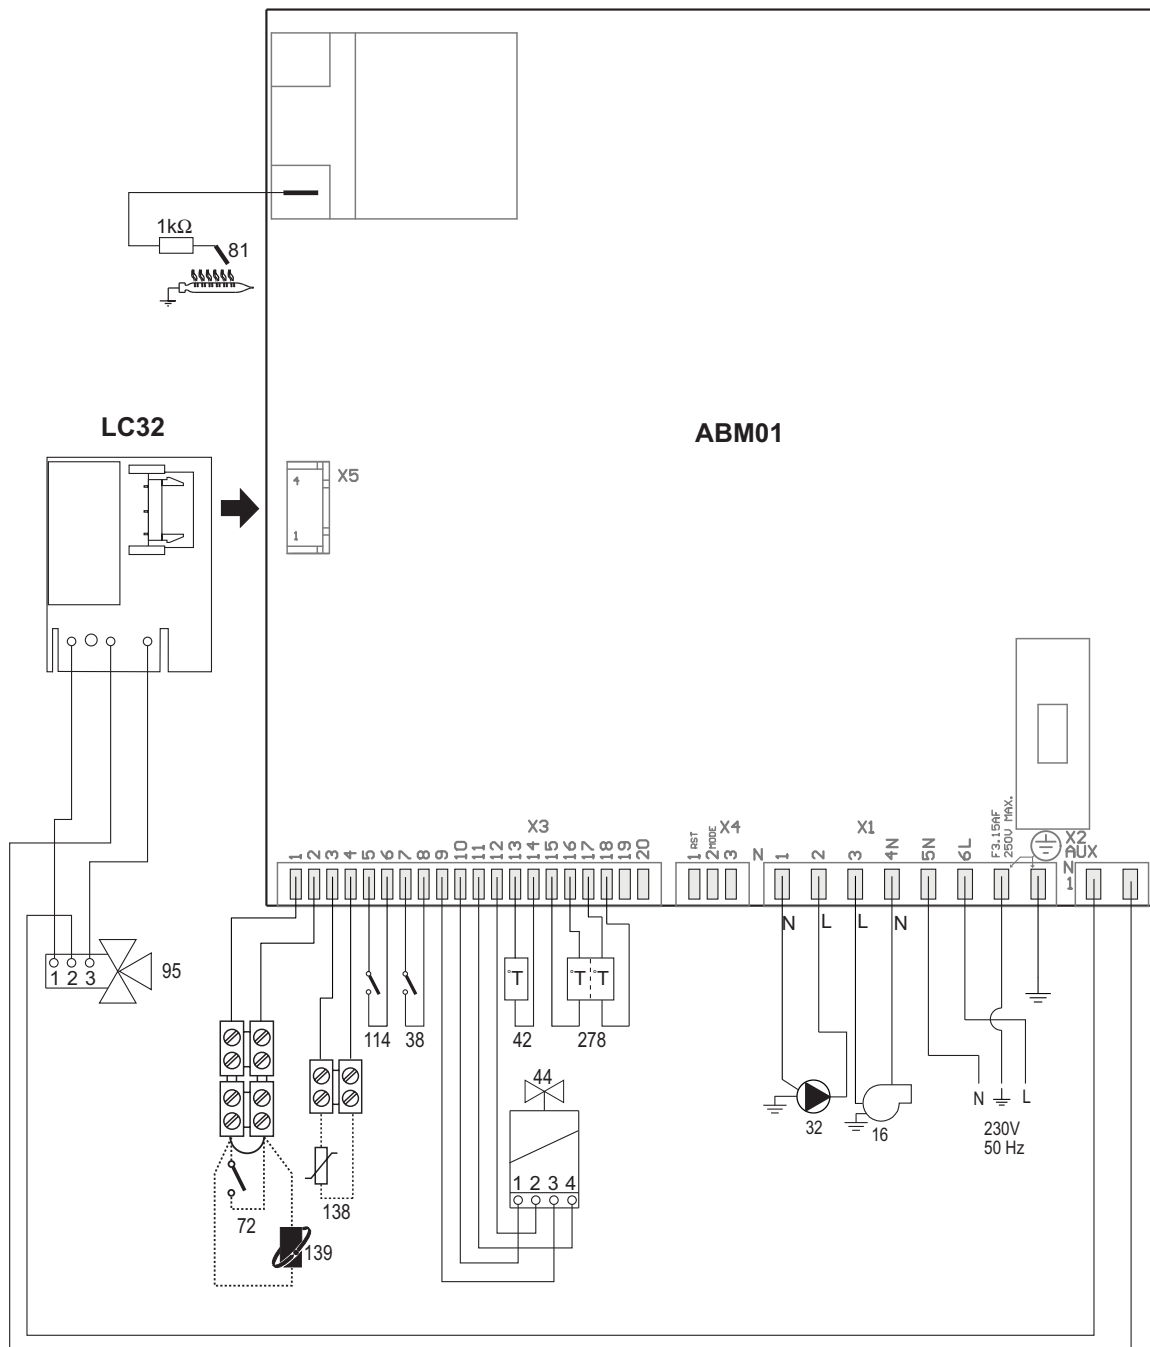 1kΩ
81
LC32
ABM01
X5
4
1
X3
1 2 3 4 5 6 7 8 9 10 11 12 13 14 15 16 17 18 19 20
X4
1 RST
2 MODE
3
X1
N
1
2
3
4N
5N
6L
F3.15AF
250V MAX.
X2
AUX
N
1
N L L N
1 2 3
95
°T
°T °T
114
38
42
278
44
1 2 3 4
32
16
N
L
230V
50 Hz
72
138
139